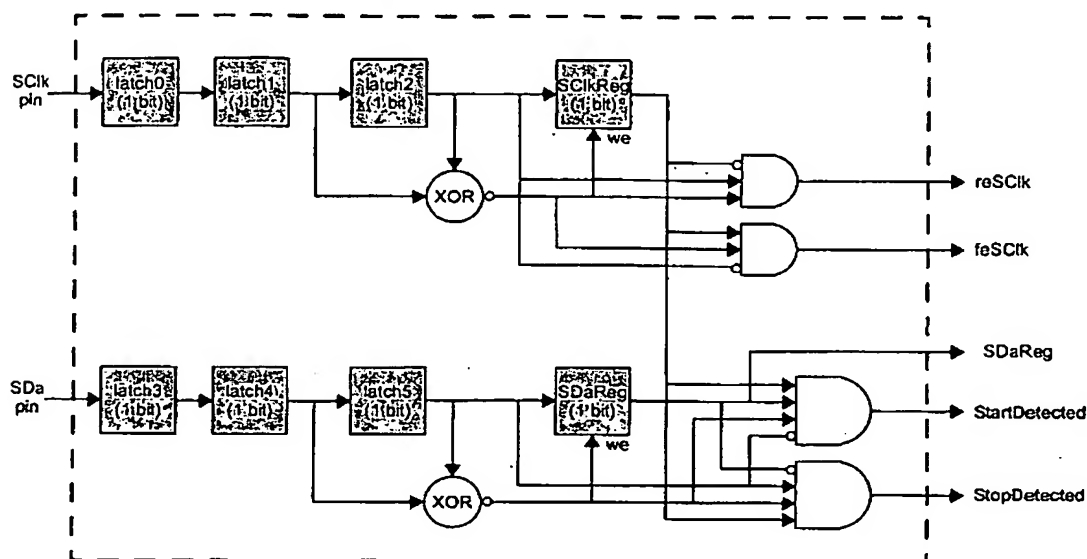 SClk
pin
latch0
(1 bit)
latch1
(1 bit)
latch2
(1 bit)
SClkReg
(1 bit)
we
XOR
reSClk
feSClk
SDa
pin
latch3
(1 bit)
latch4
(1 bit)
latch5
(1 bit)
SDaReg
(1 bit)
we
XOR
SDaReg
StartDetected
StopDetected